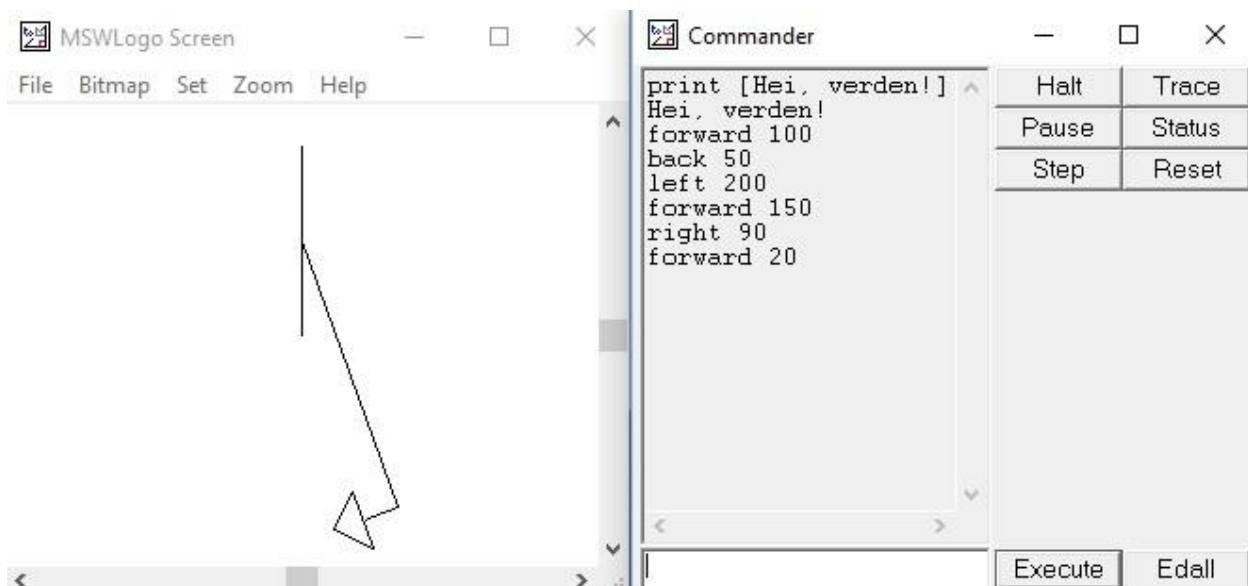 MSWLogo Screen
File Bitmap Set Zoom Help
Commander
print [Hei, verden!]
Hei, verden!
forward 100
back 50
left 200
forward 150
right 90
forward 20
Halt Trace
Pause Status
Step Reset
Execute Edall